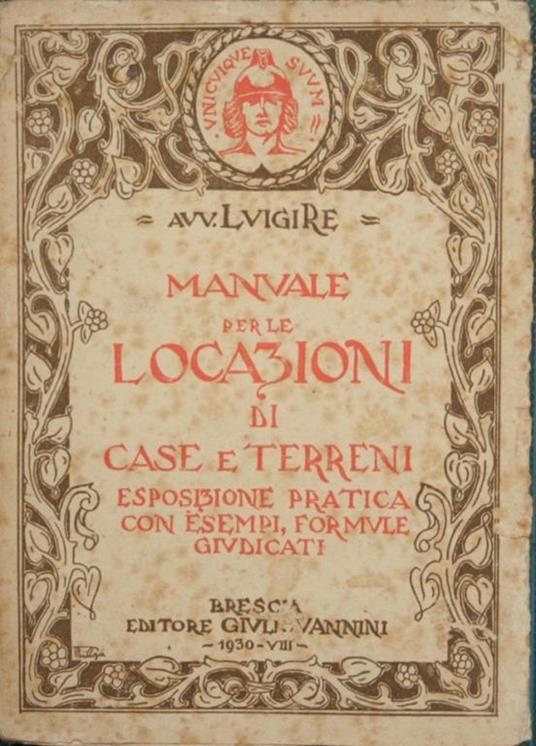 VNICVIQVE SVVM
= AVV. LVIGI RE =
MANVALE
PER LE
LOCAZIONI
DI
CASE E TERRENI
ESPOSIZIONE PRATICA
CON ESEMPI, FORMVLE
GIVDICATI
BRESCIA
EDITORE VANNINI
- 1930-VIII -